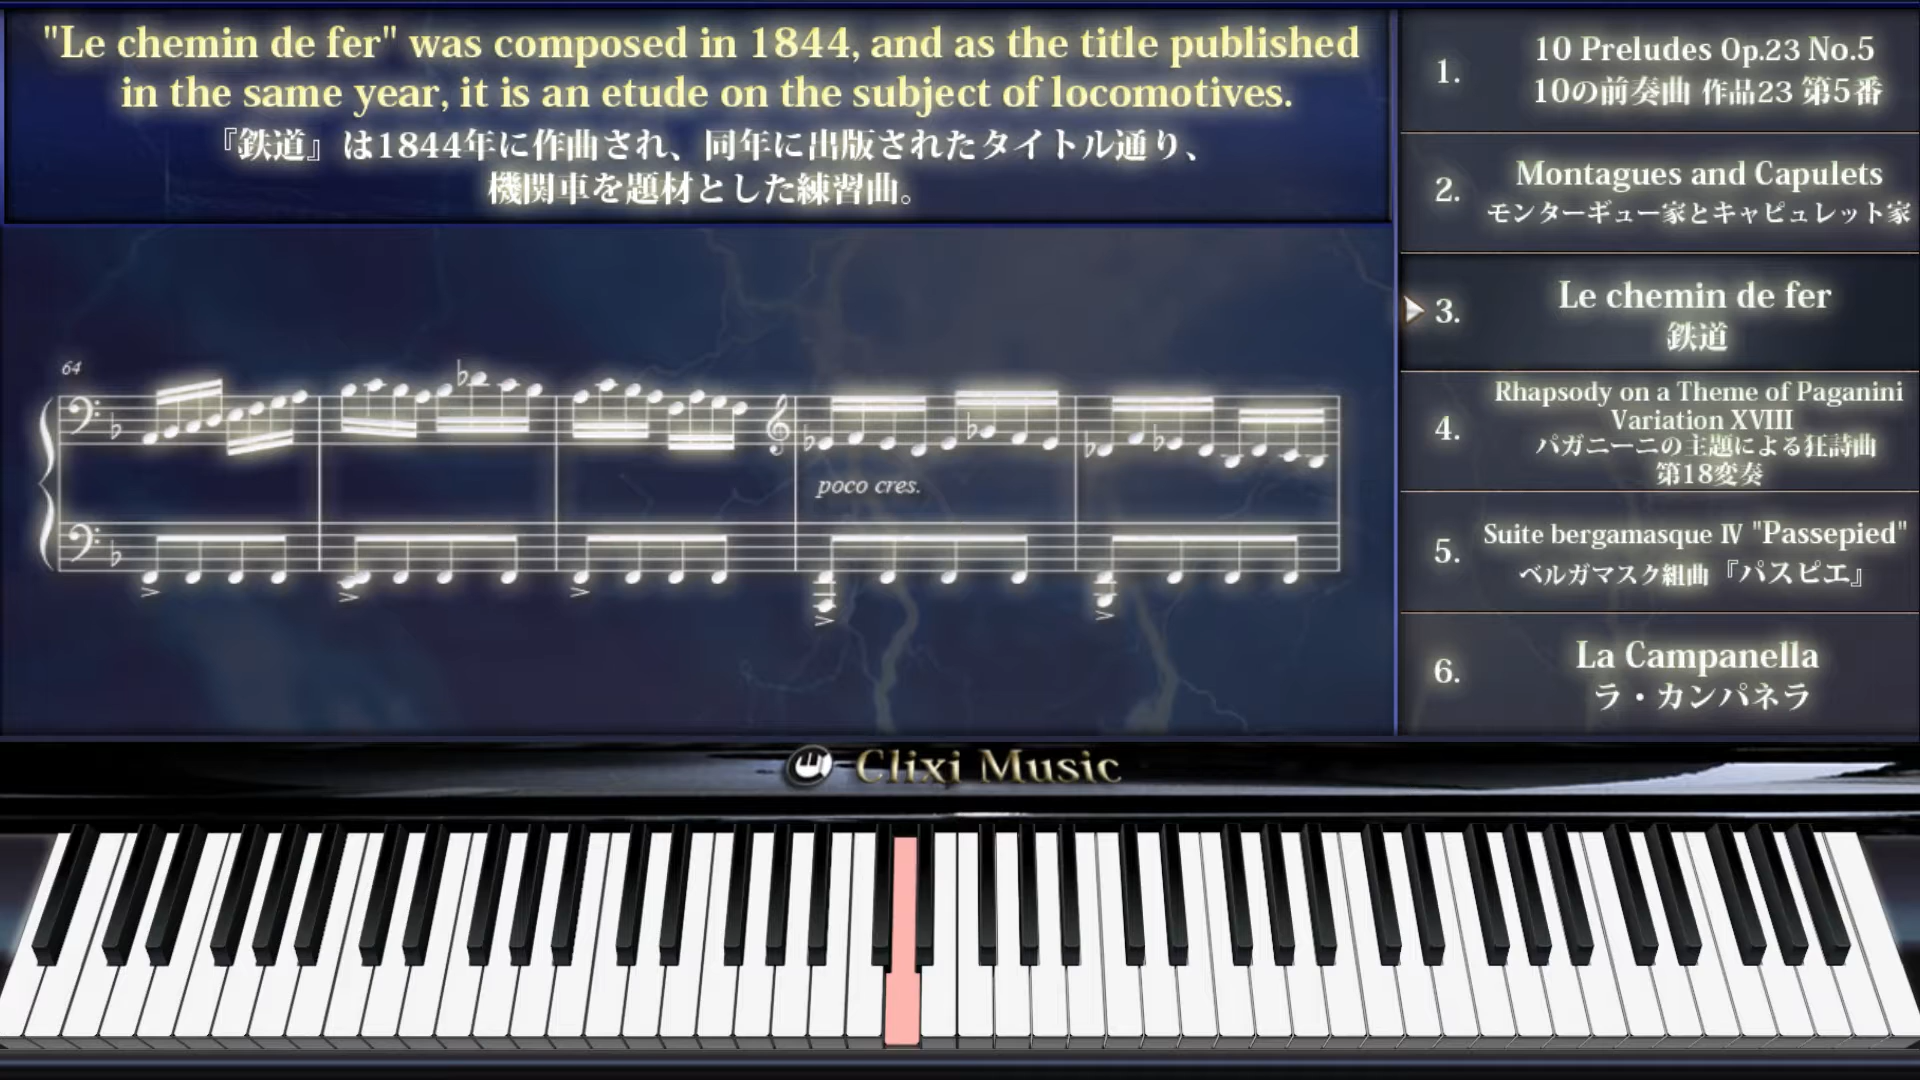 "Le chemin de fer" was composed in 1844, and as the title published
in the same year, it is an etude on the subject of locomotives.
『鉄道』は1844年に作曲され、同年に出版されたタイトル通り、
機関車を題材とした練習曲。
64
poco cres.
1.
10 Preludes Op.23 No.5
10の前奏曲 作品23 第5番
2.
Montagues and Capulets
モンターギュー家とキャピュレット家
3.
Le chemin de fer
鉄道
4.
Rhapsody on a Theme of Paganini
Variation XVIII
パガニーニの主題による狂詩曲
第18変奏
5.
Suite bergamasque Ⅳ "Passepied"
ベルガマスク組曲『パスピエ』
6.
La Campanella
ラ・カンパネラ
Clixi Music